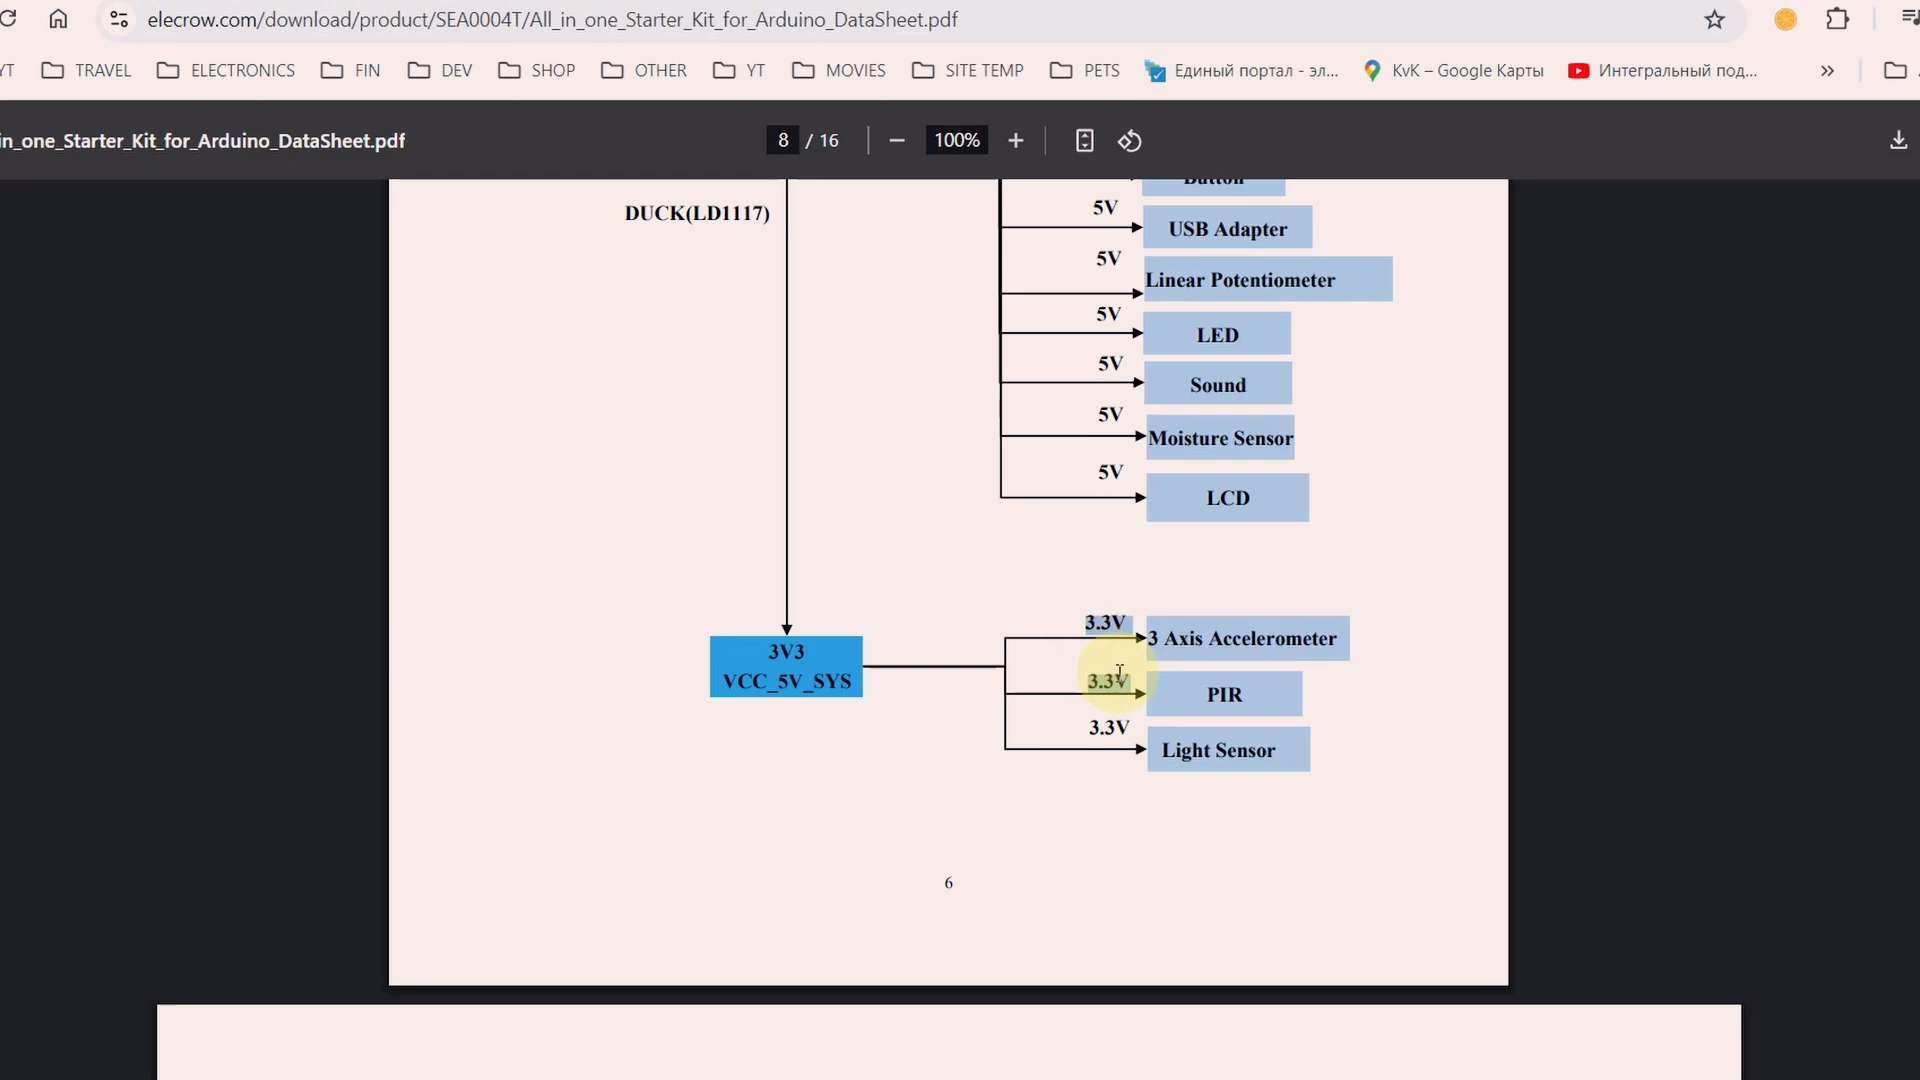 elecrow.com/download/product/SEA0004T/All_in_one_Starter_Kit_for_Arduino_DataSheet.pdf
YT
TRAVEL
ELECTRONICS
FIN
DEV
SHOP
OTHER
YT
MOVIES
SITE TEMP
PETS
Единый портал - эл...
KvK – Google Карты
Интегральный под...
in_one_Starter_Kit_for_Arduino_DataSheet.pdf
8 / 16
100%
Button
DUCK(LD1117)
5V
USB Adapter
5V
Linear Potentiometer
5V
LED
5V
Sound
5V
Moisture Sensor
5V
LCD
3.3V
3 Axis Accelerometer
3V3
VCC_5V_SYS
3.3V
PIR
3.3V
Light Sensor
6